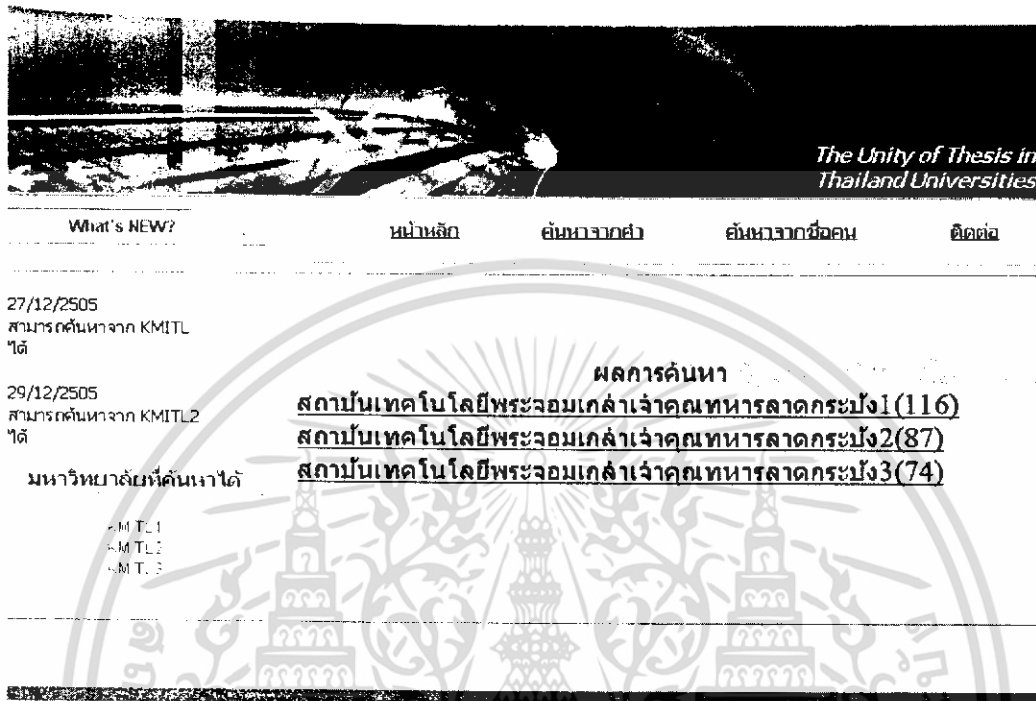 The Unity of Thesis in
Thailand Universities
What's NEW?
หน้าหลัก ค้นหาจากคำ ค้นหาจากชื่อคน ติดต่อ
27/12/2505
สามารถค้นหาจาก KMITL
ได้
29/12/2505
สามารถค้นหาจาก KMITL2
ได้
มหาวิทยาลัยที่ค้นหาได้
KMITL1
KMITL2
KMITL3
ผลการค้นหา
สถาบันเทคโนโลยีพระจอมเกล้าเจ้าคุณทหารลาดกระบัง1(116)
สถาบันเทคโนโลยีพระจอมเกล้าเจ้าคุณทหารลาดกระบัง2(87)
สถาบันเทคโนโลยีพระจอมเกล้าเจ้าคุณทหารลาดกระบัง3(74)